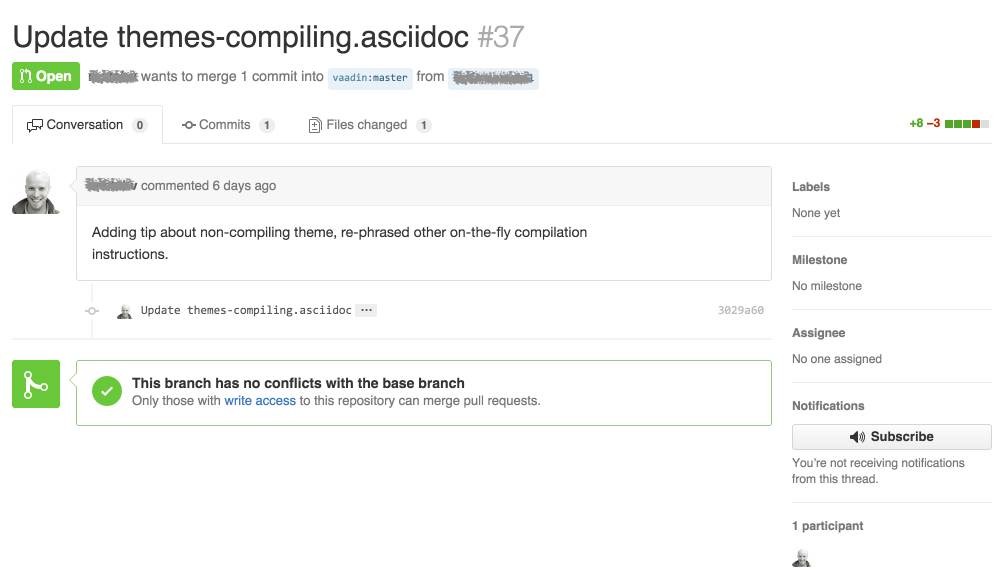 Update themes-compiling.asciidoc #37
Open wants to merge 1 commit into vaadin:master from
Conversation 0 Commits 1 Files changed 1 +8 −3
commented 6 days ago
Adding tip about non-compiling theme, re-phrased other on-the-fly compilation
instructions.
Update themes-compiling.asciidoc ··· 3029a60
This branch has no conflicts with the base branch
Only those with write access to this repository can merge pull requests.
Labels
None yet
Milestone
No milestone
Assignee
No one assigned
Notifications
Subscribe
You're not receiving notifications
from this thread.
1 participant